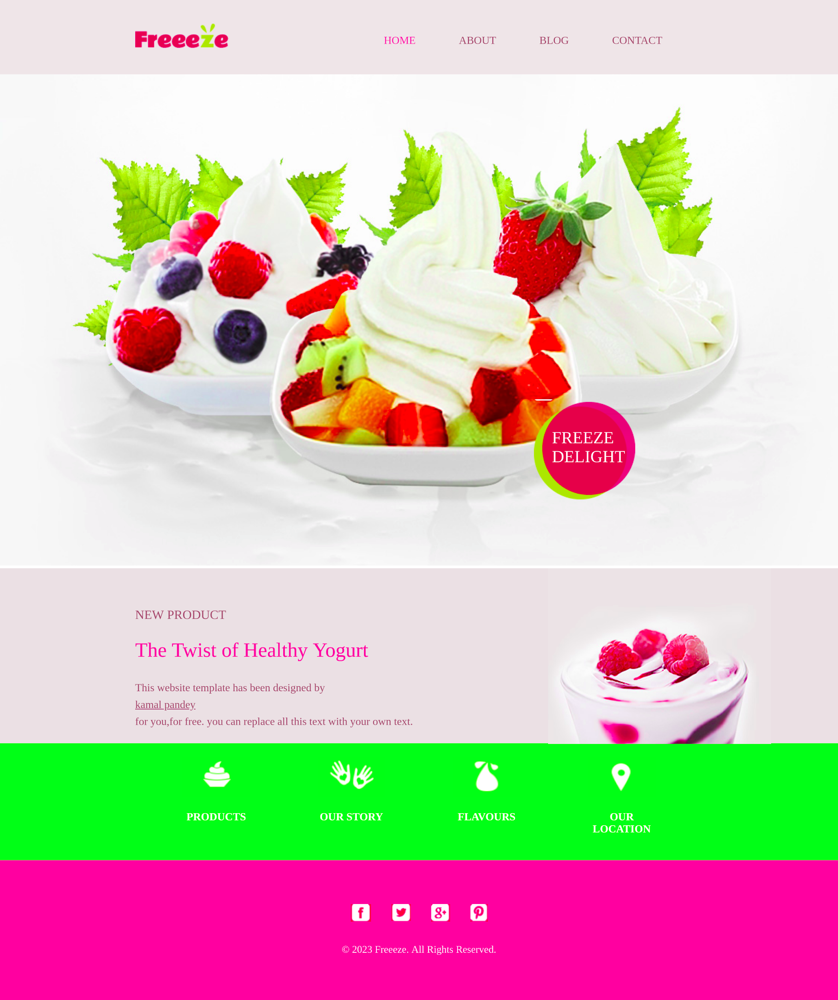 Freeeze
HOME ABOUT BLOG CONTACT
FREEZE
DELIGHT
NEW PRODUCT
The Twist of Healthy Yogurt
This website template has been designed by
kamal pandey
for you,for free. you can replace all this text with your own text.
PRODUCTS OUR STORY FLAVOURS OUR
LOCATION
© 2023 Freeeze. All Rights Reserved.